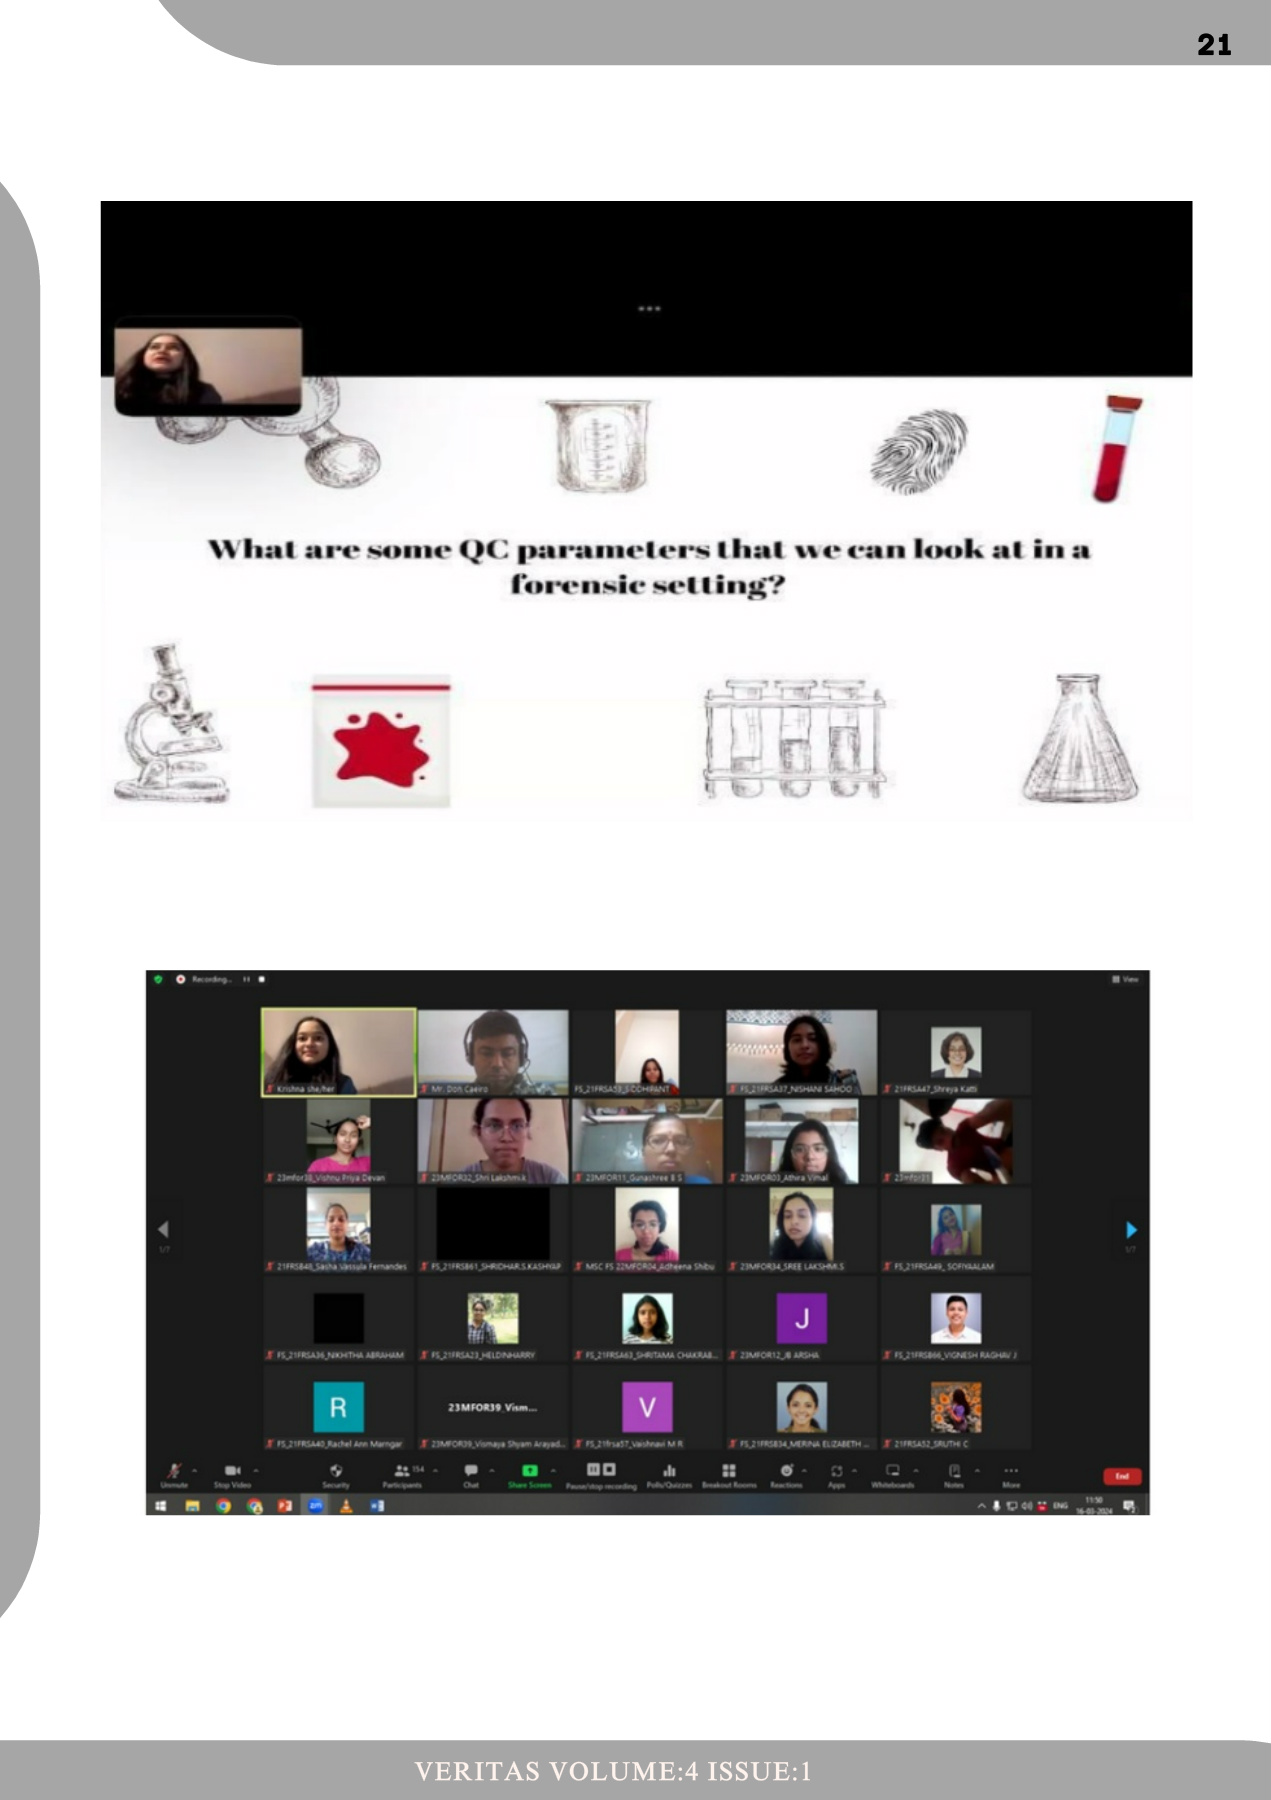 21
What are some QC parameters that we can look at in a
forensic setting?
Recording...
View
Krishna she/her
Mr. Don Caeiro
FS_21FRSA37_NISHANI SAHOO
21FRSA47_Shreya Katti
23mfor38_Vishnu Priya Devan
23MFOR32_Shri Lakshmi.k
23MFOR11_Gunashree B S
23MFOR03_Athira Vimal
23mfor31
21FRSB48_Sasha Vassula Fernandes
FS_21FRSB61_SHRIDHAR.S.KASHYAP
MSC FS 22MFOR04_Adheena Shibu
23MFOR34_SREE LAKSHMI.S
FS_21FRSA49_ SOFIYAALAM
1/7
1/7
FS_21FRSA36_NIKHITHA ABRAHAM
FS_21FRSA23_HELDINHARRY
FS_21FRSA63_SHRITAMA CHAKRAB...
J
23MFOR12_JB ARSHA
FS_21FRSB66_VIGNESH RAGHAV J
R
23MFOR39_Vism...
V
FS_21FRSA40_Rachel Ann Marngar
23MFOR39_Vismaya Shyam Arayad...
FS_21frsa57_Vaishnavi M R
FS_21FRSB34_MERINA ELIZABETH ...
21FRSA52_SRUTHI C
Unmute
Stop Video
Security
Participants
154
Chat
Share Screen
Pause/stop recording
Polls/Quizzes
Breakout Rooms
Reactions
Apps
Whiteboards
Notes
More
End
zm
ENG
11:50
16-03-2024
VERITAS VOLUME:4 ISSUE:1